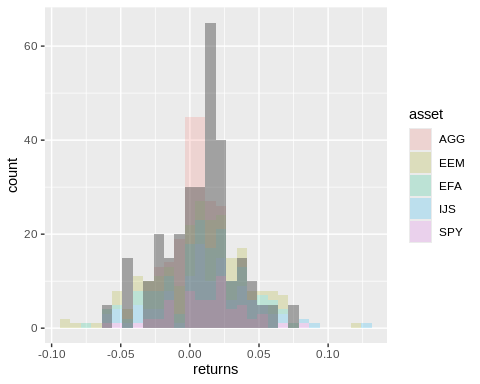 60
40
20
0
count
-0.10
-0.05
0.00
0.05
0.10
returns
asset
AGG
EEM
EFA
IJS
SPY